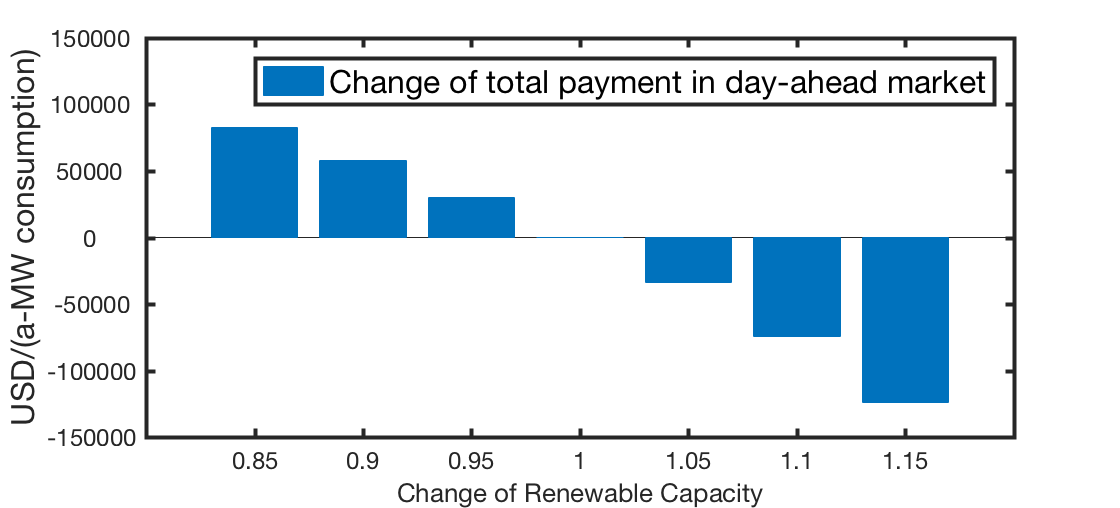 150000
Change of total payment in day-ahead market
100000
50000
0
-50000
-100000
-150000
USD/(a-MW consumption)
0.85 0.9 0.95 1 1.05 1.1 1.15
Change of Renewable Capacity